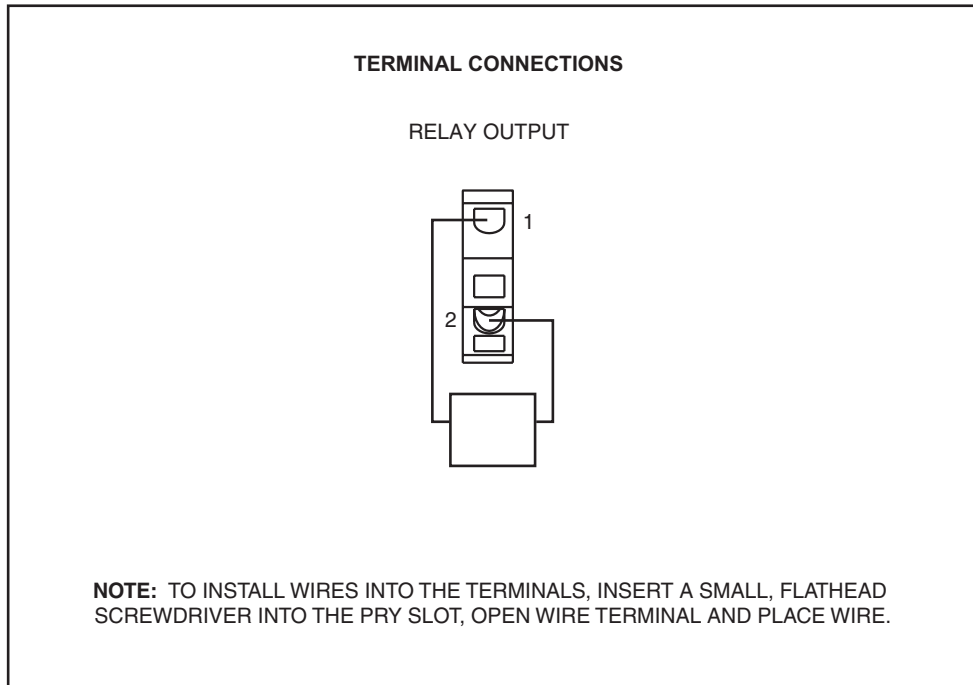 TERMINAL CONNECTIONS
RELAY OUTPUT
1
2
NOTE: TO INSTALL WIRES INTO THE TERMINALS, INSERT A SMALL, FLATHEAD
SCREWDRIVER INTO THE PRY SLOT, OPEN WIRE TERMINAL AND PLACE WIRE.